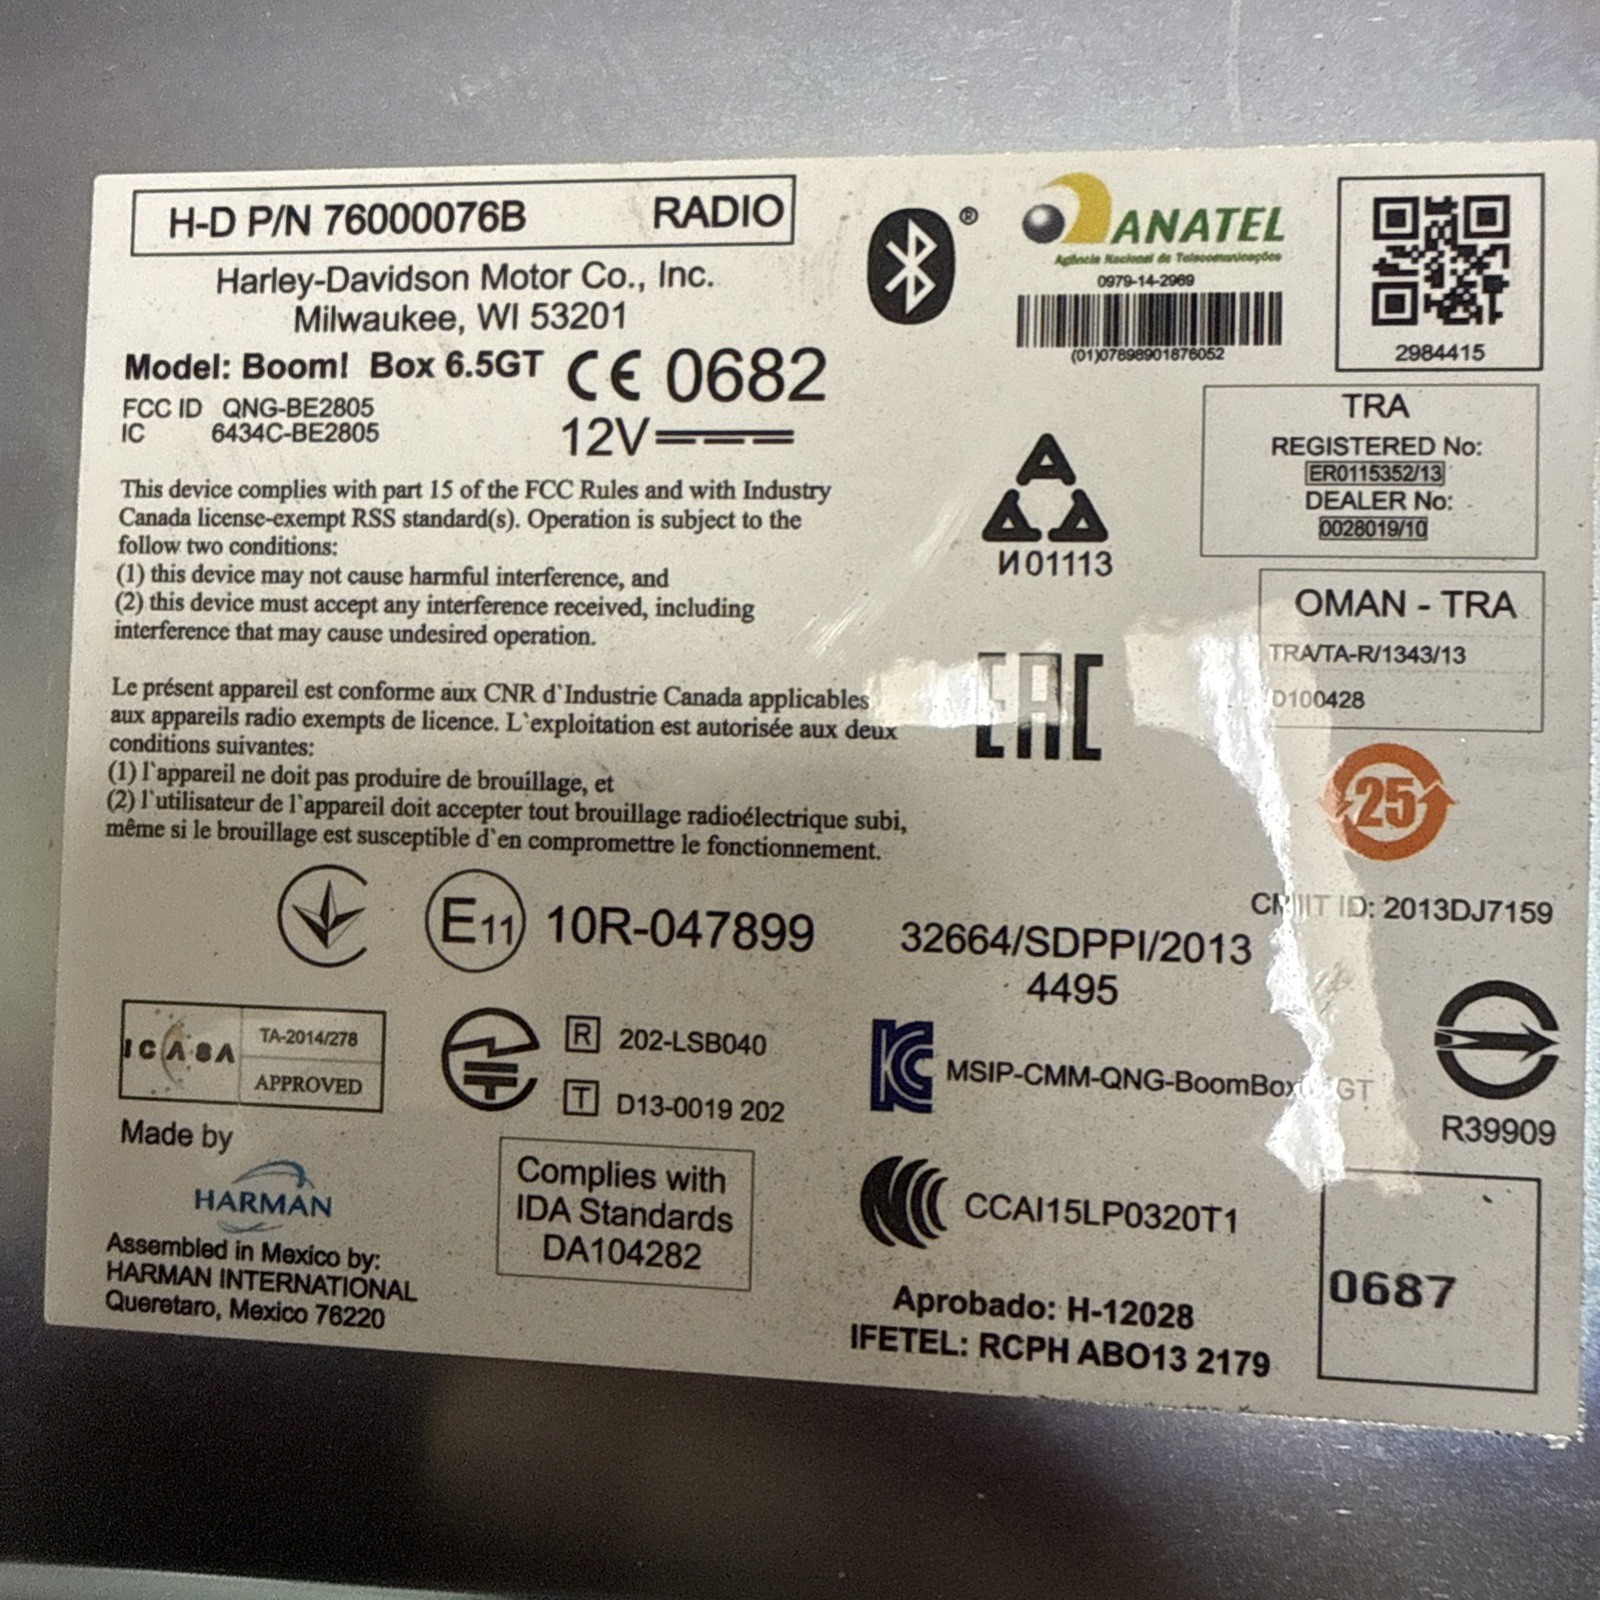 H-D P/N 76000076B RADIO
Harley-Davidson Motor Co., Inc.
Milwaukee, WI 53201
Model: Boom! Box 6.5GT
CE 0682
FCC ID QNG-BE2805
IC 6434C-BE2805
12V
This device complies with part 15 of the FCC Rules and with Industry
Canada license-exempt RSS standard(s). Operation is subject to the
follow two conditions:
(1) this device may not cause harmful interference, and
(2) this device must accept any interference received, including
interference that may cause undesired operation.
Le présent appareil est conforme aux CNR d`Industrie Canada applicables
aux appareils radio exempts de licence. L`exploitation est autorisée aux deux
conditions suivantes:
(1) l`appareil ne doit pas produire de brouillage, et
(2) l`utilisateur de l`appareil doit accepter tout brouillage radioélectrique subi,
même si le brouillage est susceptible d`en compromettre le fonctionnement.
®
ANATEL
Agência Nacional de Telecomunicações
0979-14-2969
(01)07898901876052
2984415
TRA
REGISTERED No:
ER0115352/13
DEALER No:
0028019/10
И01113
OMAN - TRA
TRA/TA-R/1343/13
D100428
EAC
25
CMIIT ID: 2013DJ7159
E11 10R-047899
32664/SDPPI/2013
4495
ICASA
TA-2014/278
APPROVED
R 202-LSB040
T D13-0019 202
KC MSIP-CMM-QNG-BoomBox GT
R39909
Made by
HARMAN
Assembled in Mexico by:
HARMAN INTERNATIONAL
Queretaro, Mexico 76220
Complies with
IDA Standards
DA104282
CCAI15LP0320T1
Aprobado: H-12028
IFETEL: RCPH ABO13 2179
0687